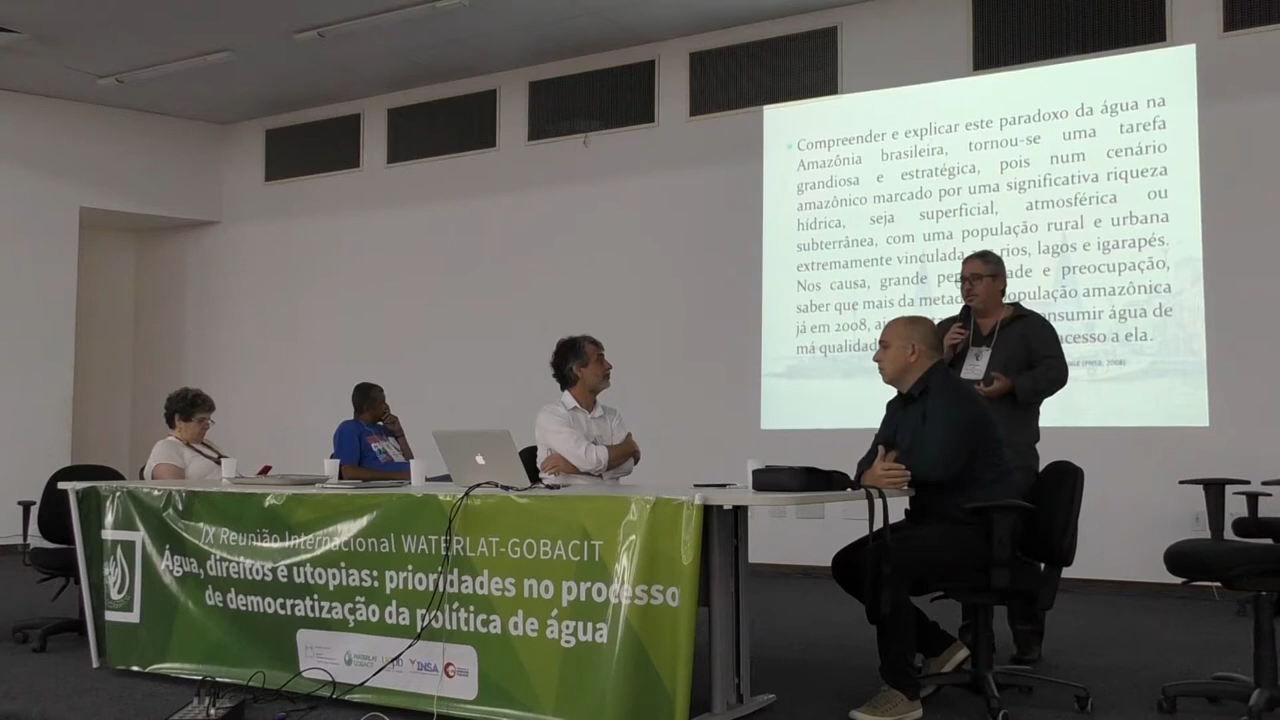 Compreender e explicar este paradoxo da água na
Amazônia brasileira, tornou-se uma tarefa
grandiosa e estratégica, pois num cenário
amazônico marcado por uma significativa riqueza
hídrica, seja superficial, atmosférica ou
subterrânea, com uma população rural e urbana
extremamente vinculada rios, lagos e igarapés.
Nos causa, grande e preocupação,
saber que mais da população amazônica
já em 2008, consumir água de
má qualidade acesso a ela.
(PNSB, 2008)
IX Reunião Internacional WATERLAT-GOBACIT
Água, direitos e utopias: prioridades no processo
de democratização da política de água
WATERLAT
GOBACIT
INSA